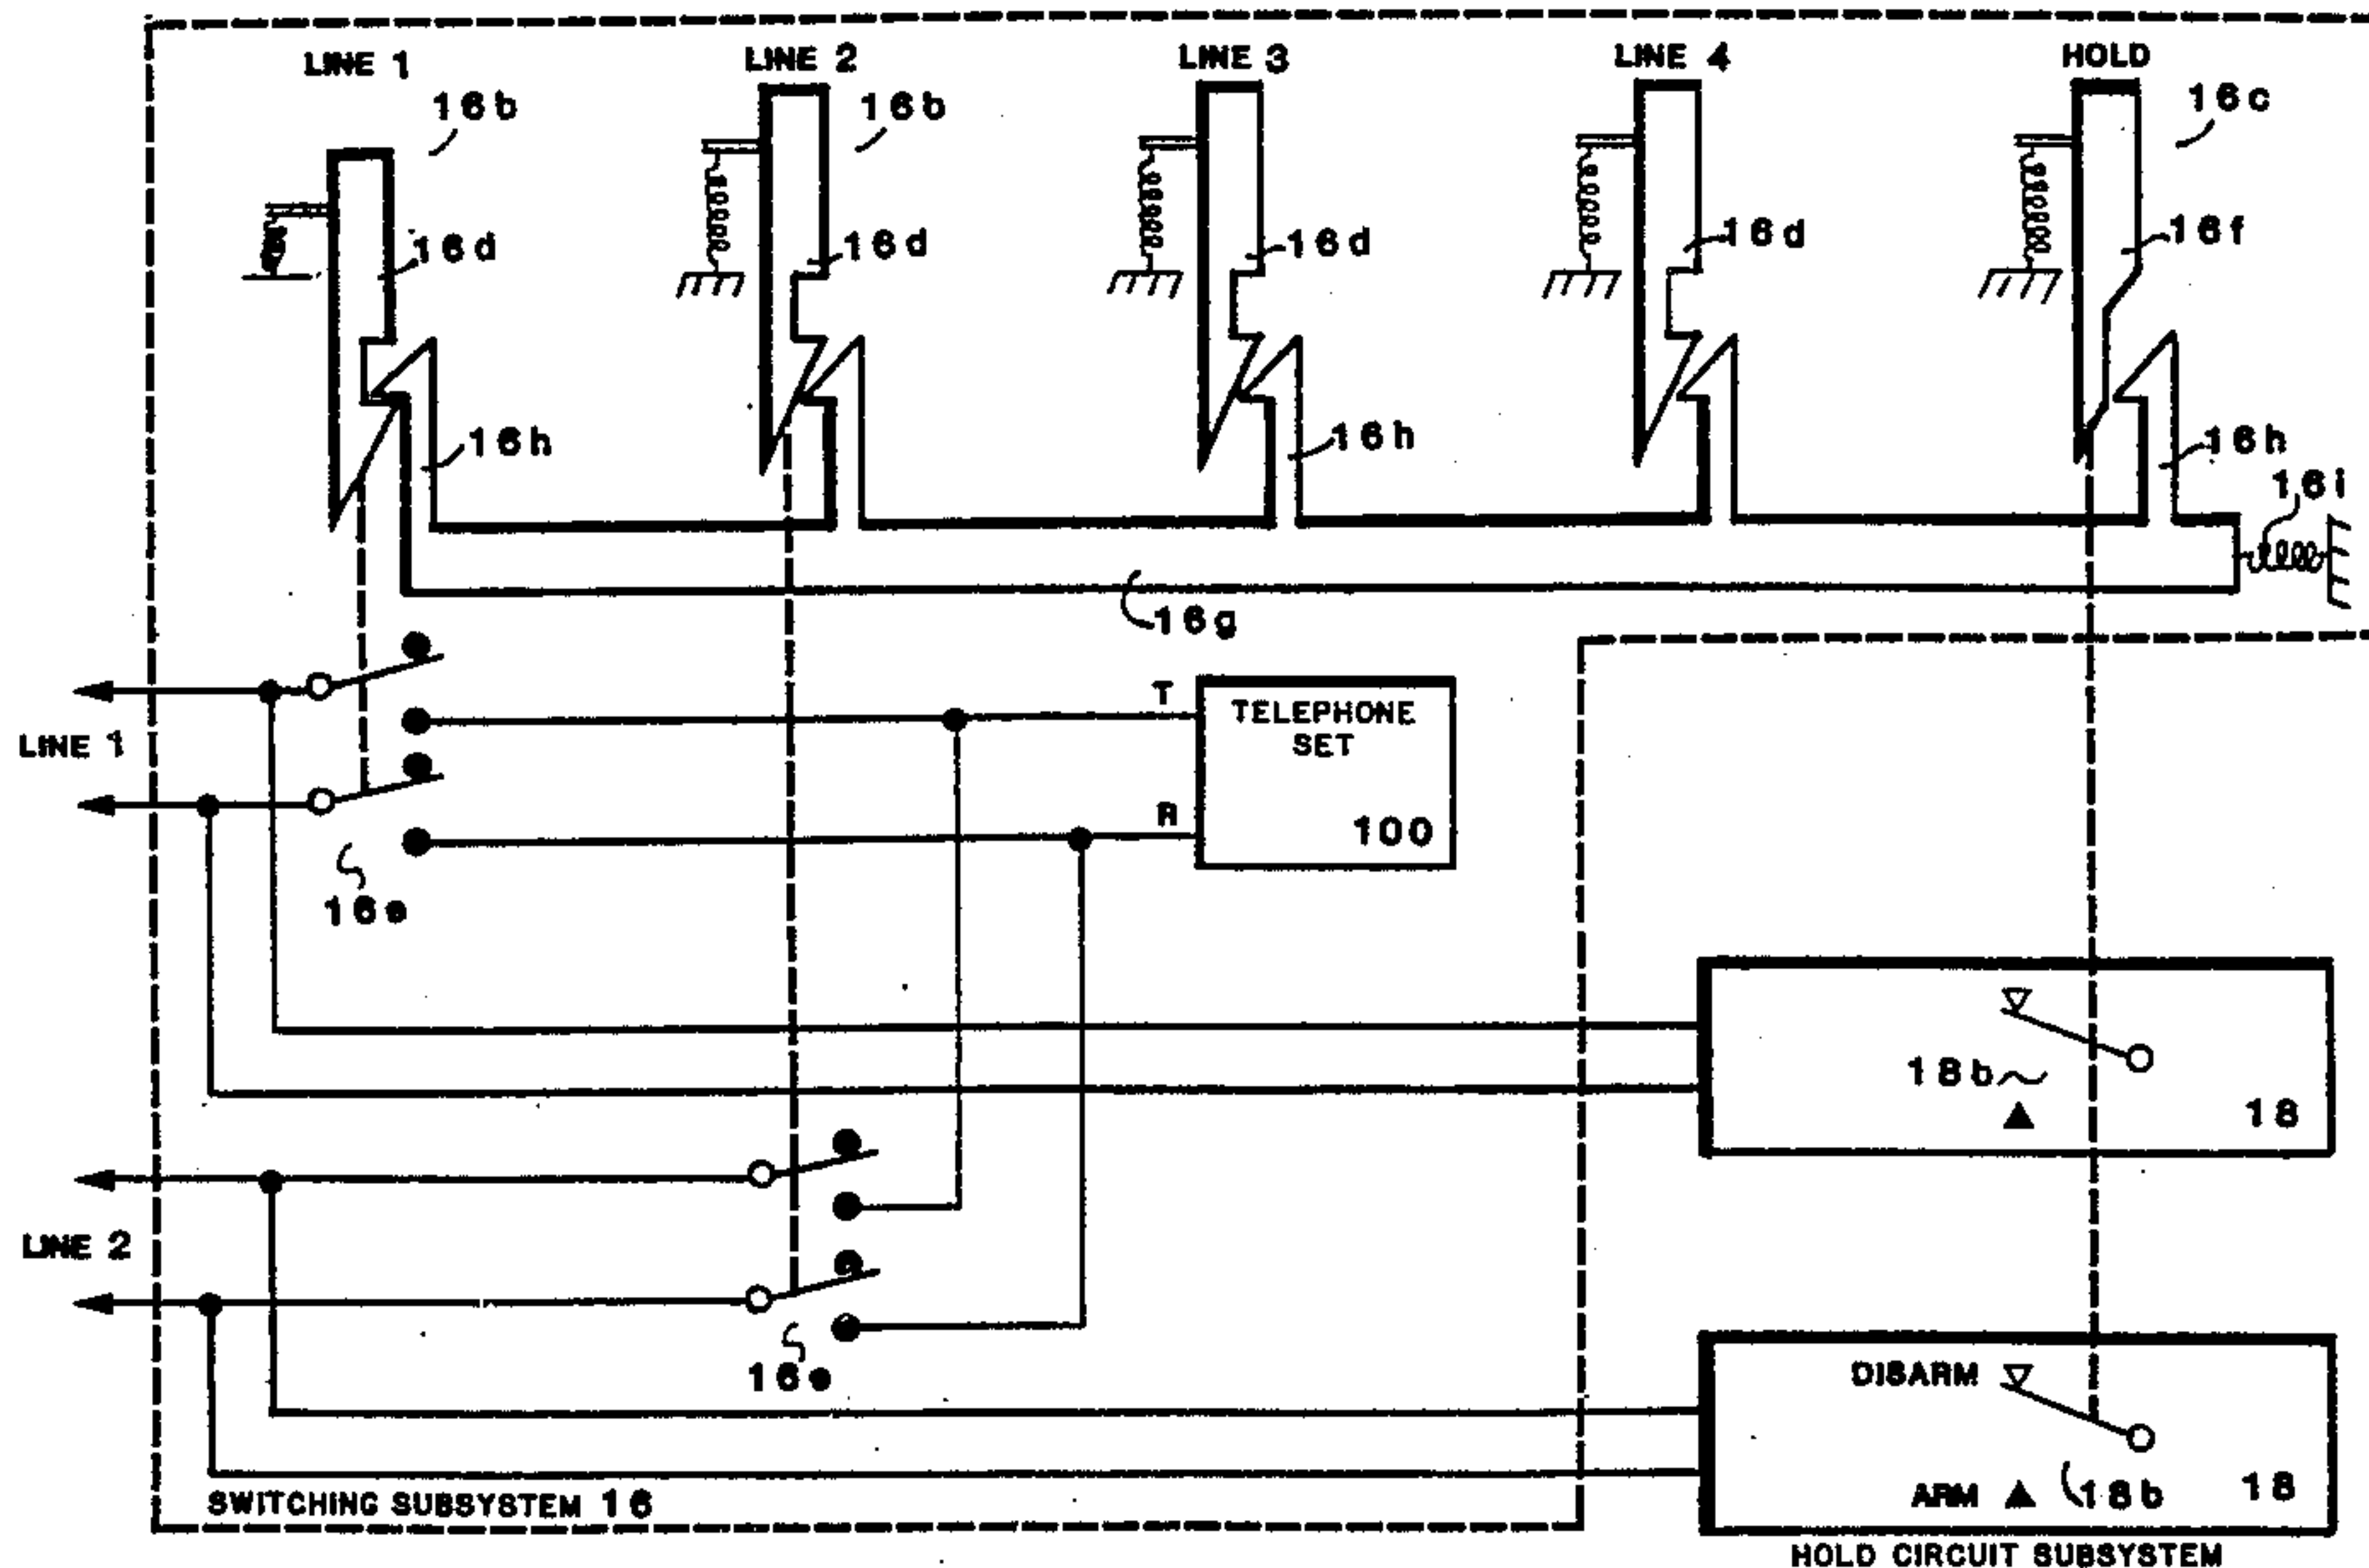 LINE 1
LINE 2
LINE 3
LINE 4
HOLD
16b
16b
16c
16d
16d
16d
16d
16f
16h
16h
16h
16i
16g
LINE 1
T
TELEPHONE
SET
R
100
16e
18b
18
LINE 2
16e
DISARM
ARM
18b
18
SWITCHING SUBSYSTEM 16
HOLD CIRCUIT SUBSYSTEM